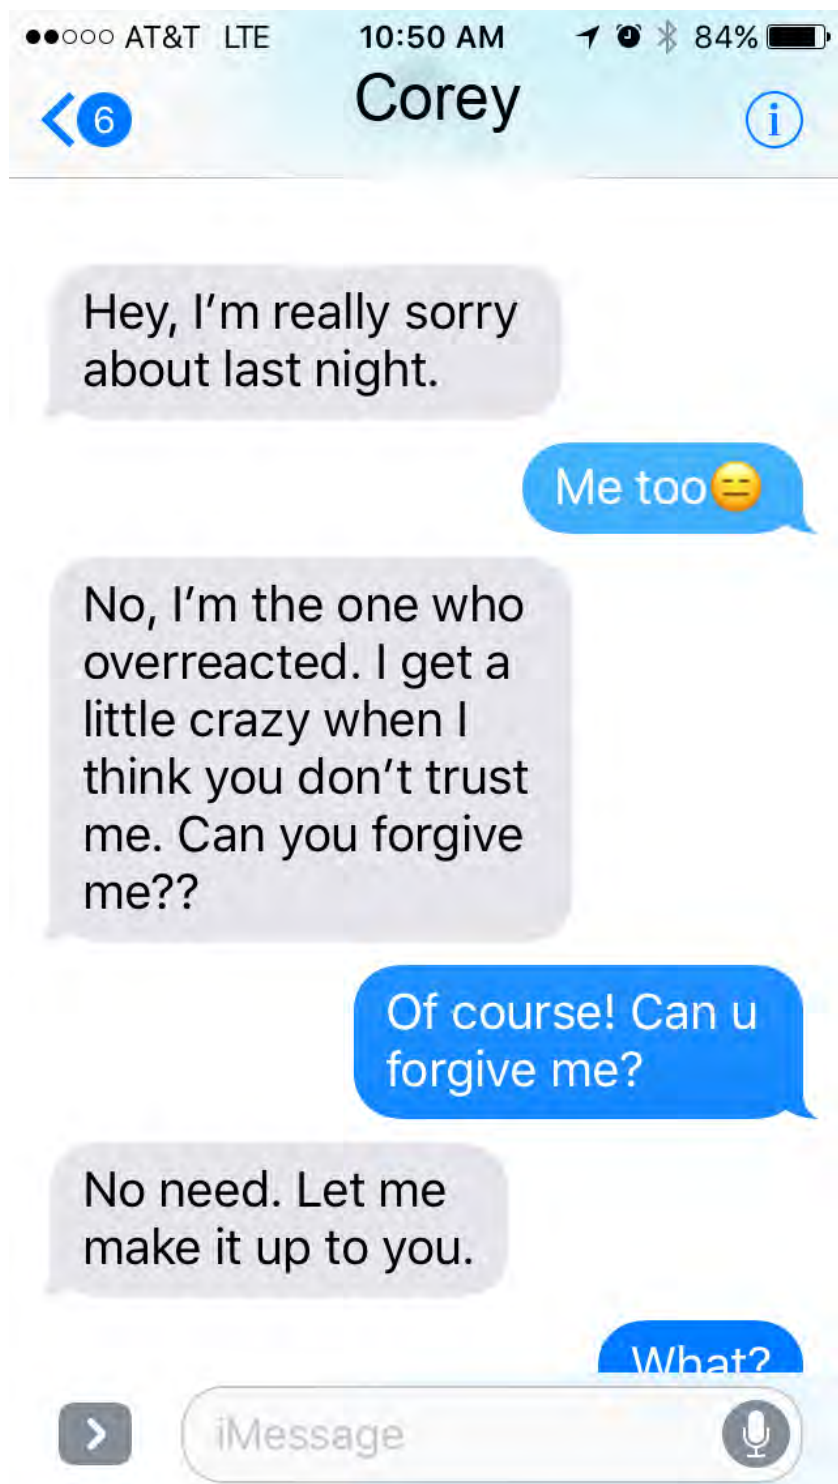 AT&T LTE 10:50 AM 84%
6 Corey i
Hey, I'm really sorry
about last night.
Me too😑
No, I'm the one who
overreacted. I get a
little crazy when I
think you don't trust
me. Can you forgive
me??
Of course! Can u
forgive me?
No need. Let me
make it up to you.
What?
iMessage